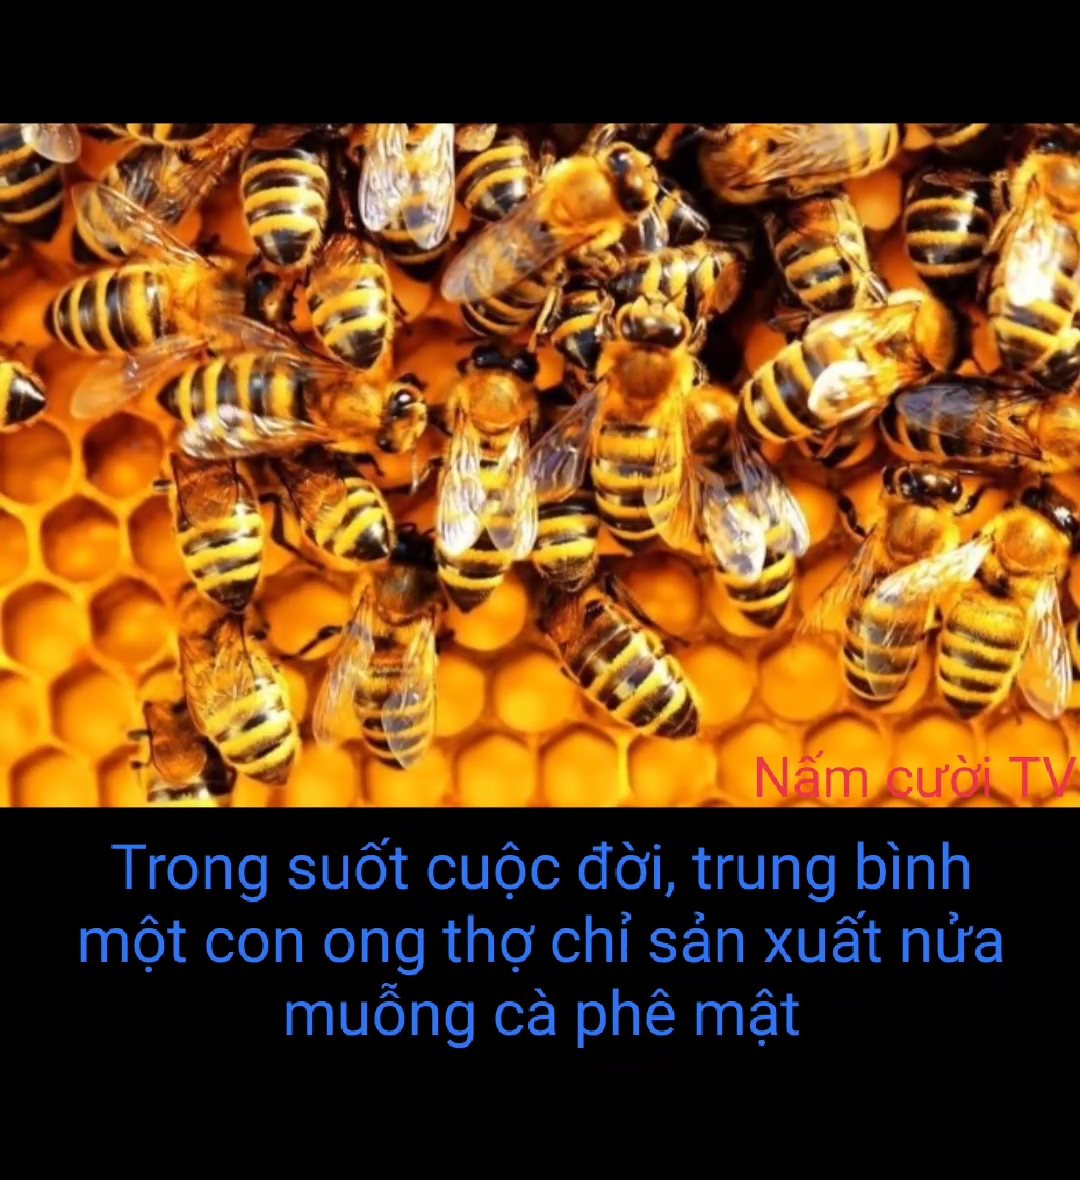 Nấm cười TV
Trong suốt cuộc đời, trung bình
một con ong thợ chỉ sản xuất nửa
muỗng cà phê mật